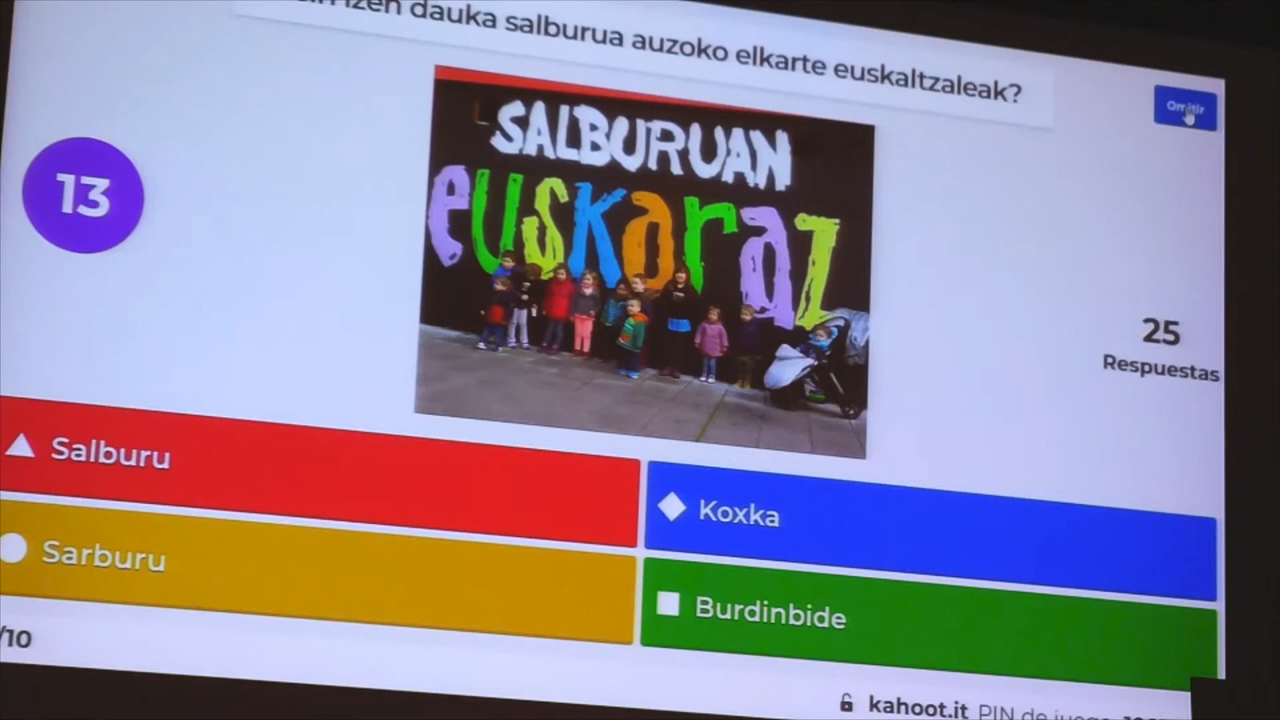 izen dauka salburua auzoko elkarte euskaltzaleak?
Omitir
13
SALBURUAN
euskaraz
25
Respuestas
Salburu
Koxka
Sarburu
Burdinbide
/10
kahoot.it PIN de juego